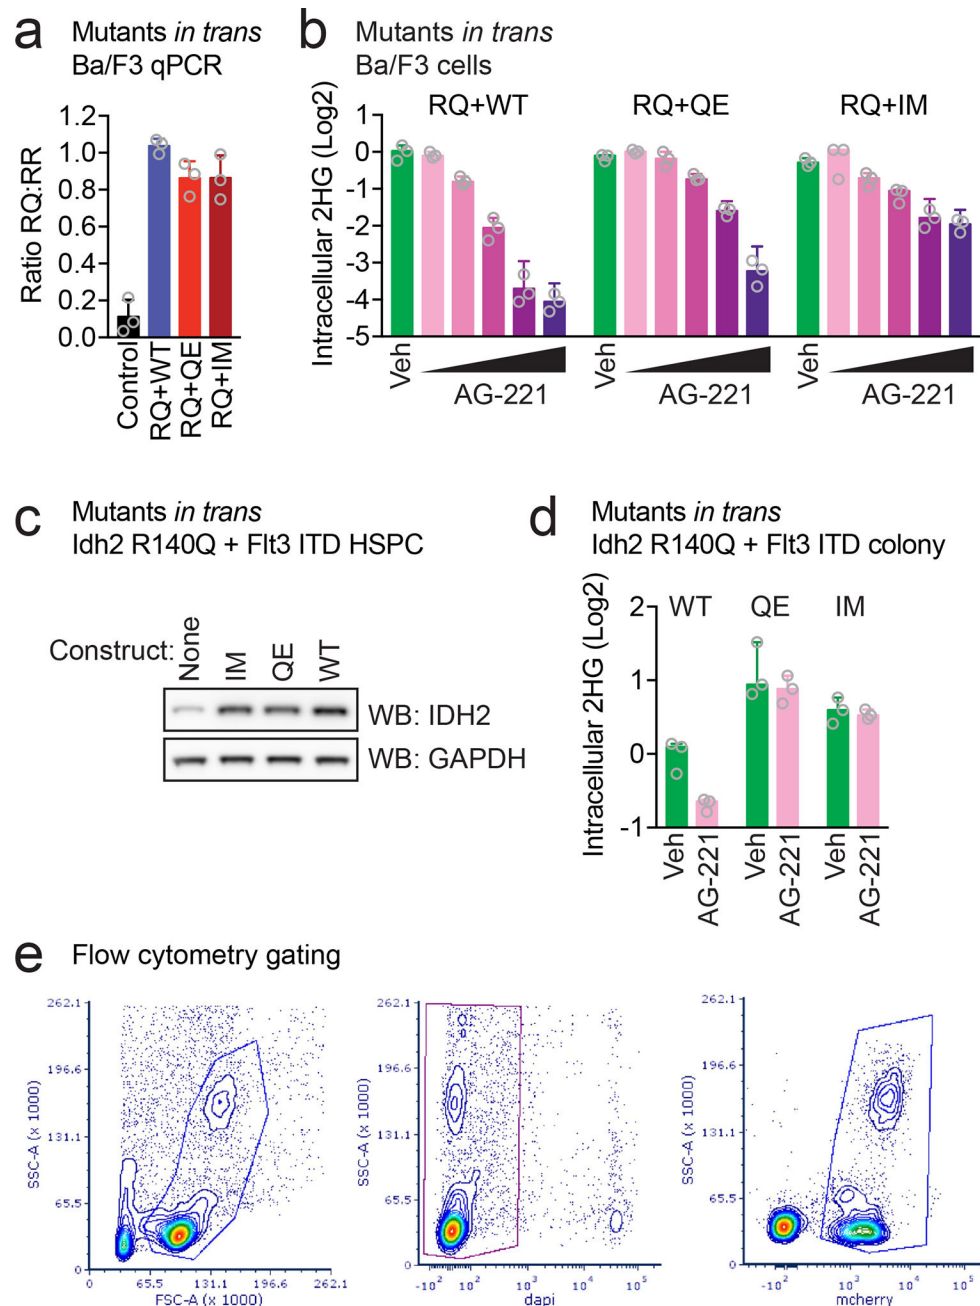 a
Mutants in trans
Ba/F3 qPCR
Ratio RQ:RR
1.2
1.0
0.8
0.6
0.4
0.2
0.0
Control
RQ+WT
RQ+QE
RQ+IM
b
Mutants in trans
Ba/F3 cells
Intracellular 2HG (Log2)
RQ+WT
RQ+QE
RQ+IM
1
0
-1
-2
-3
-4
-5
Veh
AG-221
Veh
AG-221
Veh
AG-221
c
Mutants in trans
Idh2 R140Q + Flt3 ITD HSPC
Construct:
None
IM
QE
WT
WB: IDH2
WB: GAPDH
d
Mutants in trans
Idh2 R140Q + Flt3 ITD colony
Intracellular 2HG (Log2)
WT
QE
IM
2
1
0
-1
Veh
AG-221
Veh
AG-221
Veh
AG-221
e
Flow cytometry gating
SSC-A (x 1000)
262.1
196.6
131.1
65.5
0
0 65.5 131.1 196.6 262.1
FSC-A (x 1000)
SSC-A (x 1000)
262.1
196.6
131.1
65.5
0
-10² 10² 10³ 10⁴ 10⁵
dapi
SSC-A (x 1000)
262.1
196.6
131.1
65.5
0
-10² 10³ 10⁴ 10⁵
mcherry